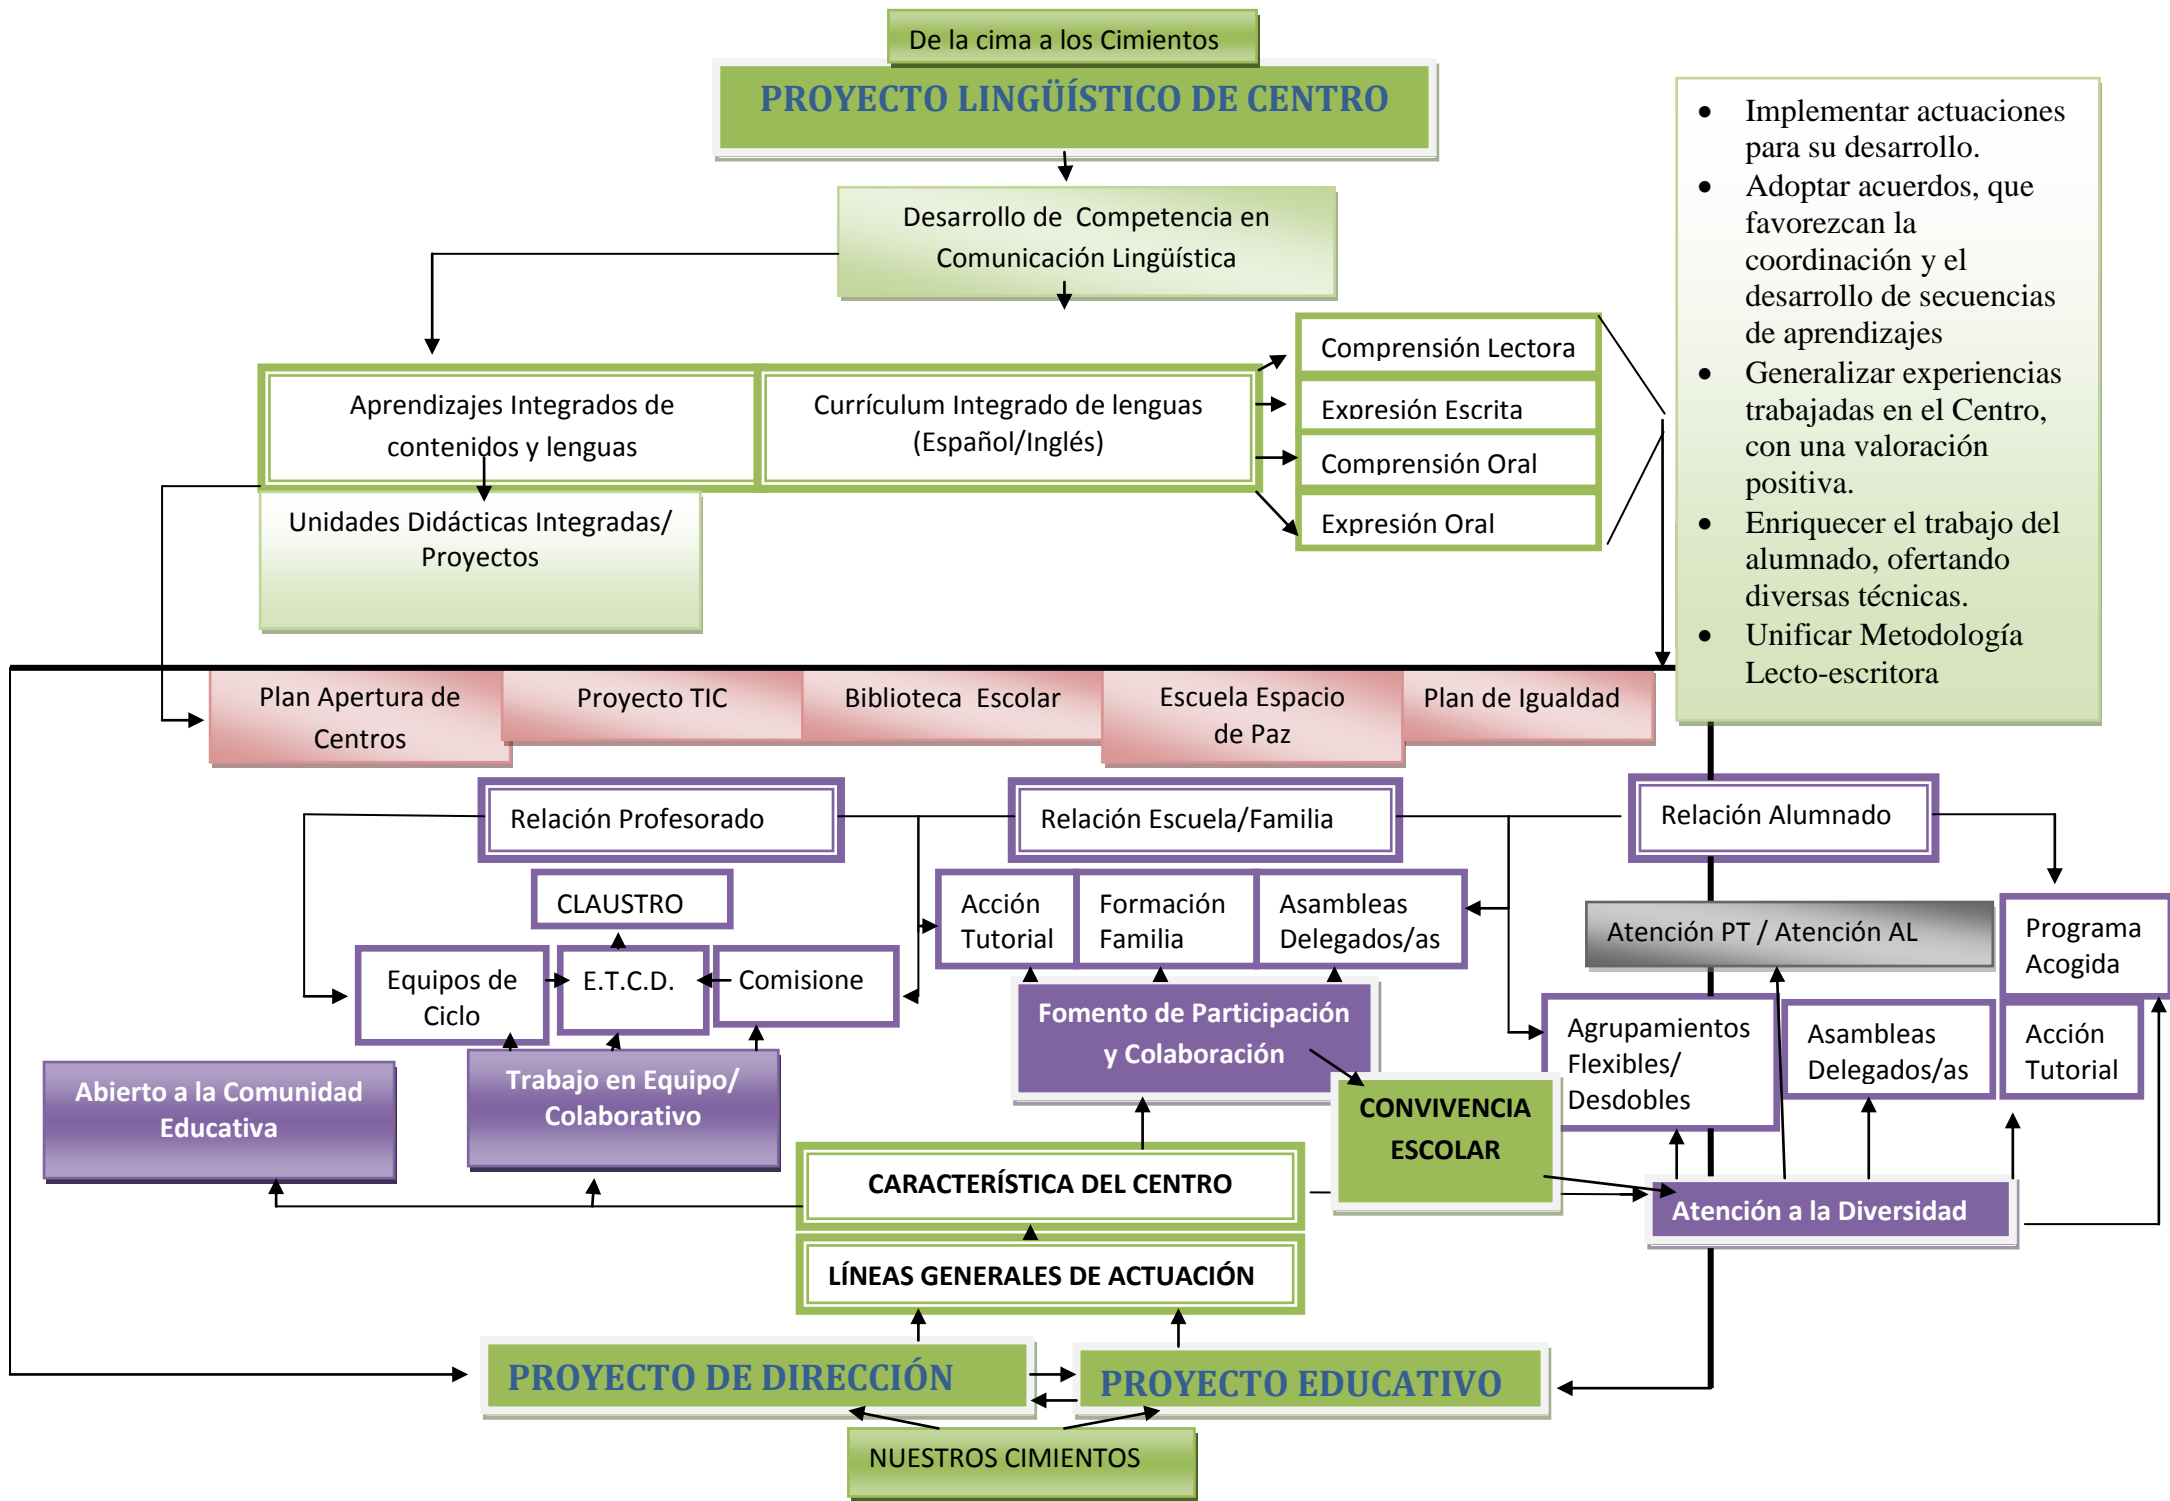 De la cima a los Cimientos
PROYECTO LINGÜÍSTICO DE CENTRO
Desarrollo de Competencia en
Comunicación Lingüística
Aprendizajes Integrados de
contenidos y lenguas
Currículum Integrado de lenguas
(Español/Inglés)
Comprensión Lectora
Expresión Escrita
Comprensión Oral
Expresión Oral
Unidades Didácticas Integradas/
Proyectos
• Implementar actuaciones
para su desarrollo.
• Adoptar acuerdos, que
favorezcan la
coordinación y el
desarrollo de secuencias
de aprendizajes
• Generalizar experiencias
trabajadas en el Centro,
con una valoración
positiva.
• Enriquecer el trabajo del
alumnado, ofertando
diversas técnicas.
• Unificar Metodología
Lecto-escritora
Plan Apertura de
Centros
Proyecto TIC
Biblioteca Escolar
Escuela Espacio
de Paz
Plan de Igualdad
Relación Profesorado
Relación Escuela/Familia
Relación Alumnado
CLAUSTRO
Equipos de
Ciclo
E.T.C.D.
Comisione
Acción
Tutorial
Formación
Familia
Asambleas
Delegados/as
Atención PT / Atención AL
Programa
Acogida
Fomento de Participación
y Colaboración
Agrupamientos
Flexibles/
Desdobles
Asambleas
Delegados/as
Acción
Tutorial
Abierto a la Comunidad
Educativa
Trabajo en Equipo/
Colaborativo
CONVIVENCIA
ESCOLAR
CARACTERÍSTICA DEL CENTRO
Atención a la Diversidad
LÍNEAS GENERALES DE ACTUACIÓN
PROYECTO DE DIRECCIÓN
PROYECTO EDUCATIVO
NUESTROS CIMIENTOS